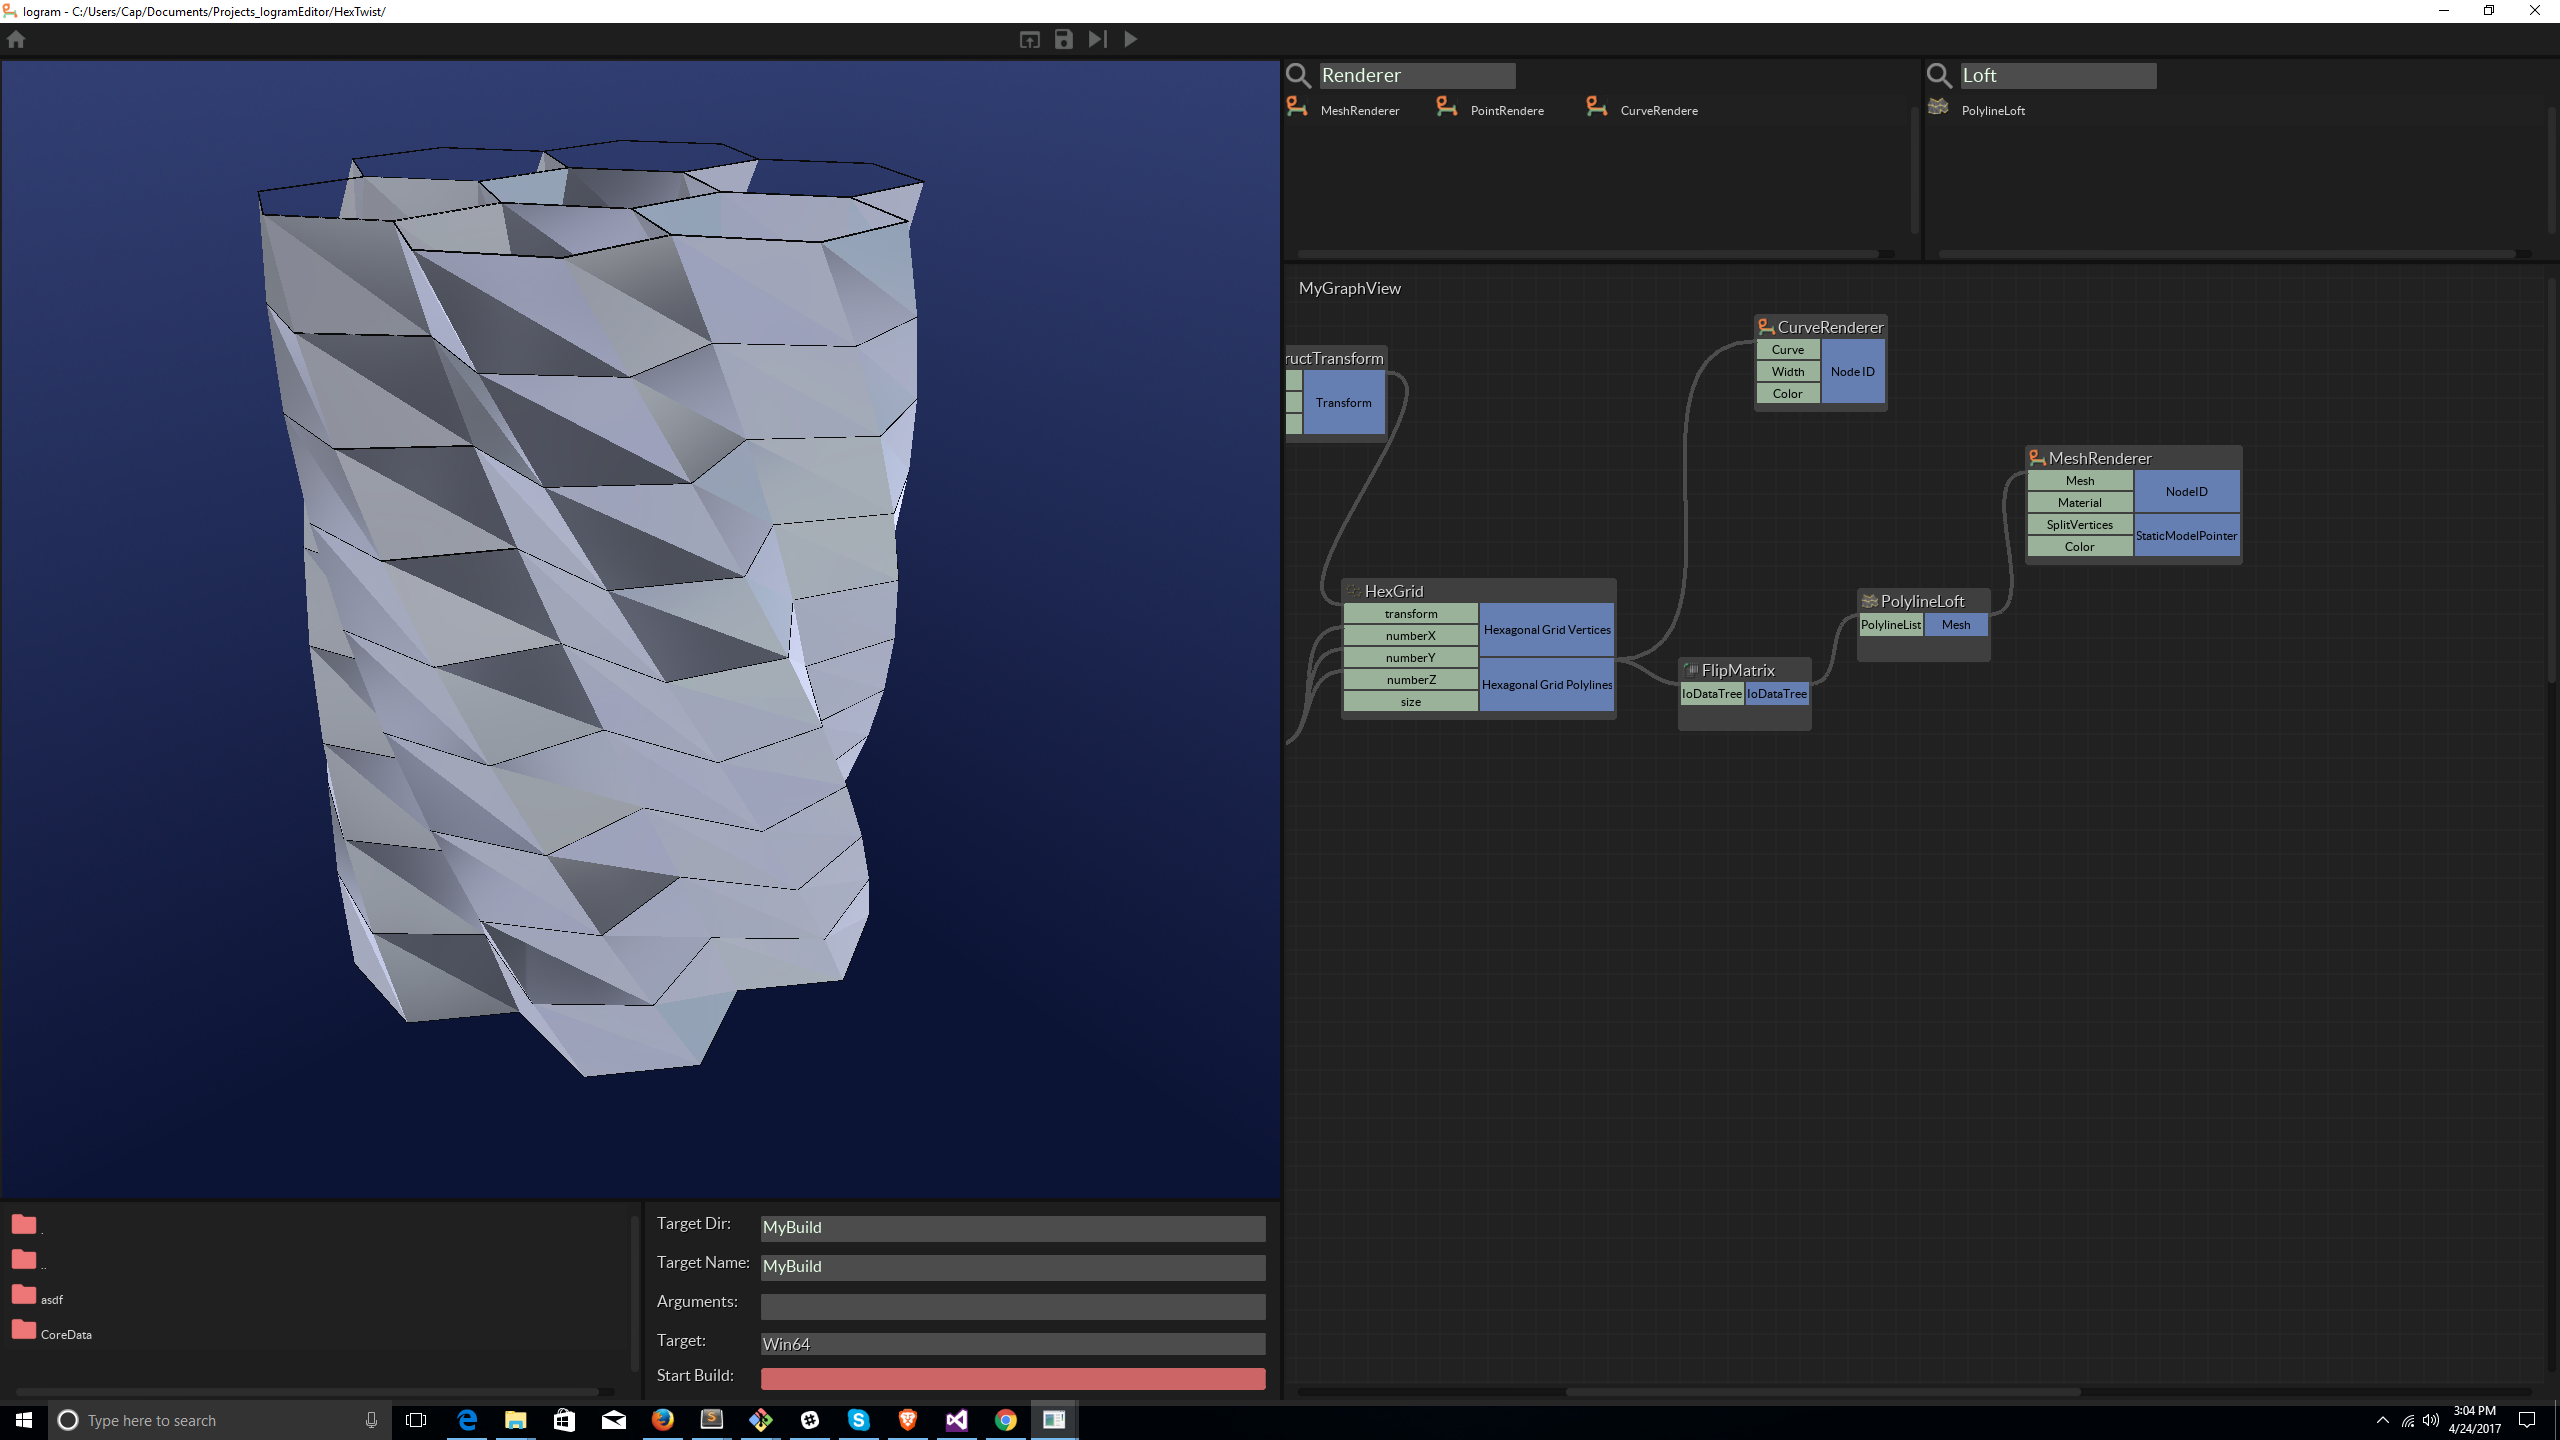 Iogram - C:/Users/Cap/Documents/Projects_IogramEditor/HexTwist/
Renderer
MeshRenderer
PointRendere
CurveRendere
Loft
PolylineLoft
MyGraphView
ructTransform
Transform
CurveRenderer
Curve
Width
Color
Node ID
MeshRenderer
Mesh
Material
SplitVertices
Color
NodeID
StaticModelPointer
HexGrid
transform
numberX
numberY
numberZ
size
Hexagonal Grid Vertices
Hexagonal Grid Polylines
PolylineLoft
PolylineList
Mesh
FlipMatrix
IoDataTree
IoDataTree
.
..
asdf
CoreData
Target Dir:
MyBuild
Target Name:
MyBuild
Arguments:
Target:
Win64
Start Build:
Type here to search
3:04 PM
4/24/2017